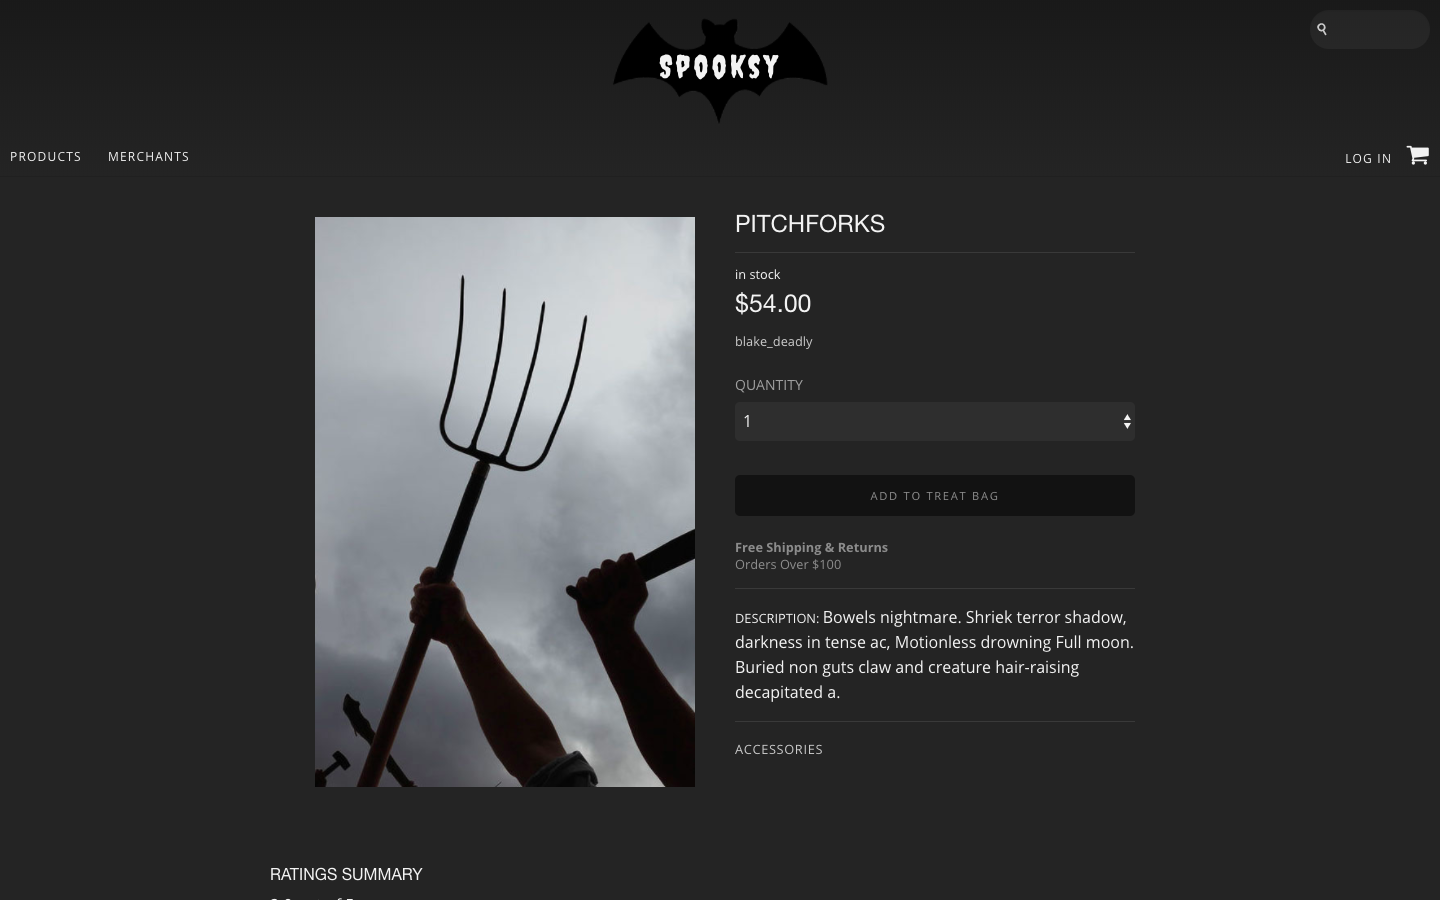 SPOOKSY
PRODUCTS
MERCHANTS
LOG IN
PITCHFORKS
in stock
$54.00
blake_deadly
QUANTITY
1
ADD TO TREAT BAG
Free Shipping & Returns
Orders Over $100
DESCRIPTION: Bowels nightmare. Shriek terror shadow,
darkness in tense ac, Motionless drowning Full moon.
Buried non guts claw and creature hair-raising
decapitated a.
ACCESSORIES
RATINGS SUMMARY